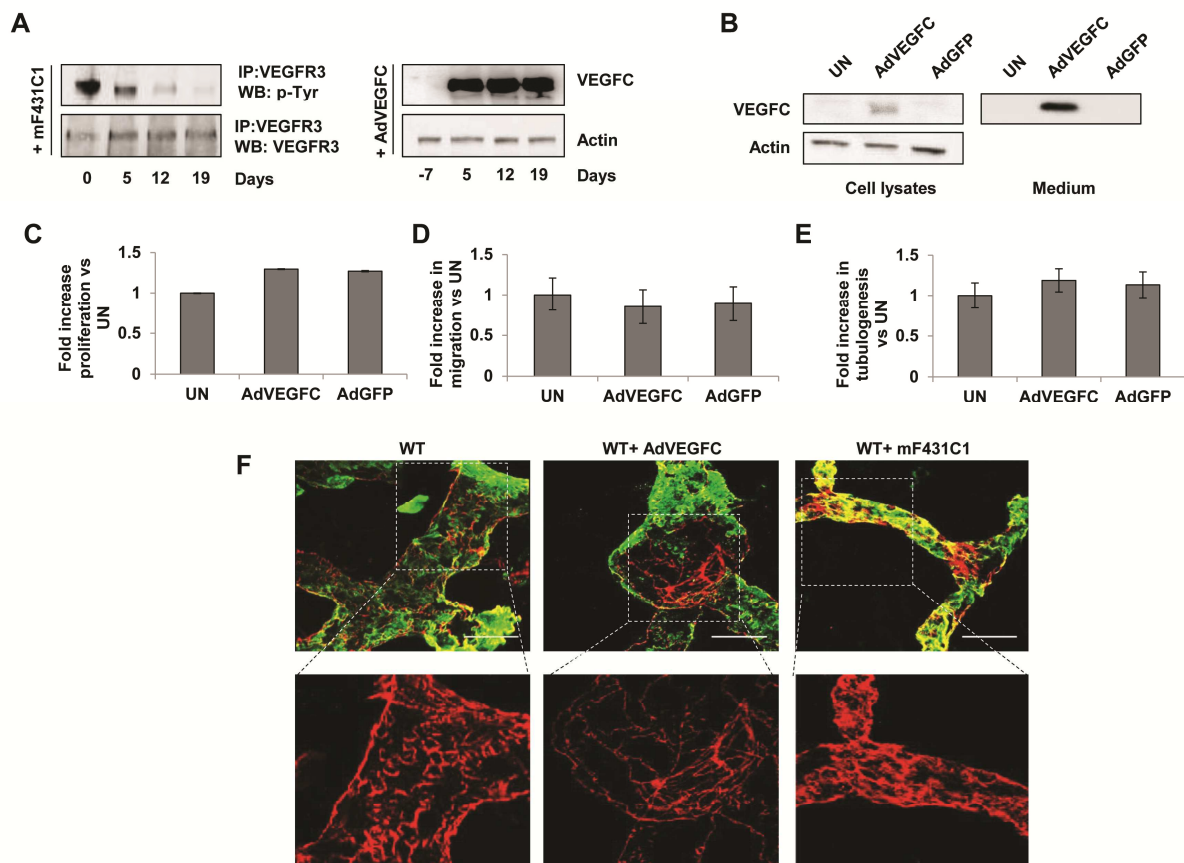 A
+ mF431C1
IP:VEGFR3
WB: p-Tyr
IP:VEGFR3
WB: VEGFR3
0 5 12 19 Days
+ AdVEGFC
VEGFC
Actin
-7 5 12 19 Days
B
UN AdVEGFC AdGFP
UN AdVEGFC AdGFP
VEGFC
Actin
Cell lysates
Medium
C
Fold increase
proliferation vs
UN
1.5
1
0.5
0
UN AdVEGFC AdGFP
D
Fold increase in
migration vs UN
1.5
1
0.5
0
UN AdVEGFC AdGFP
E
Fold increase in
tubulogenesis
vs UN
1.5
1
0.5
0
UN AdVEGFC AdGFP
F
WT
WT+ AdVEGFC
WT+ mF431C1